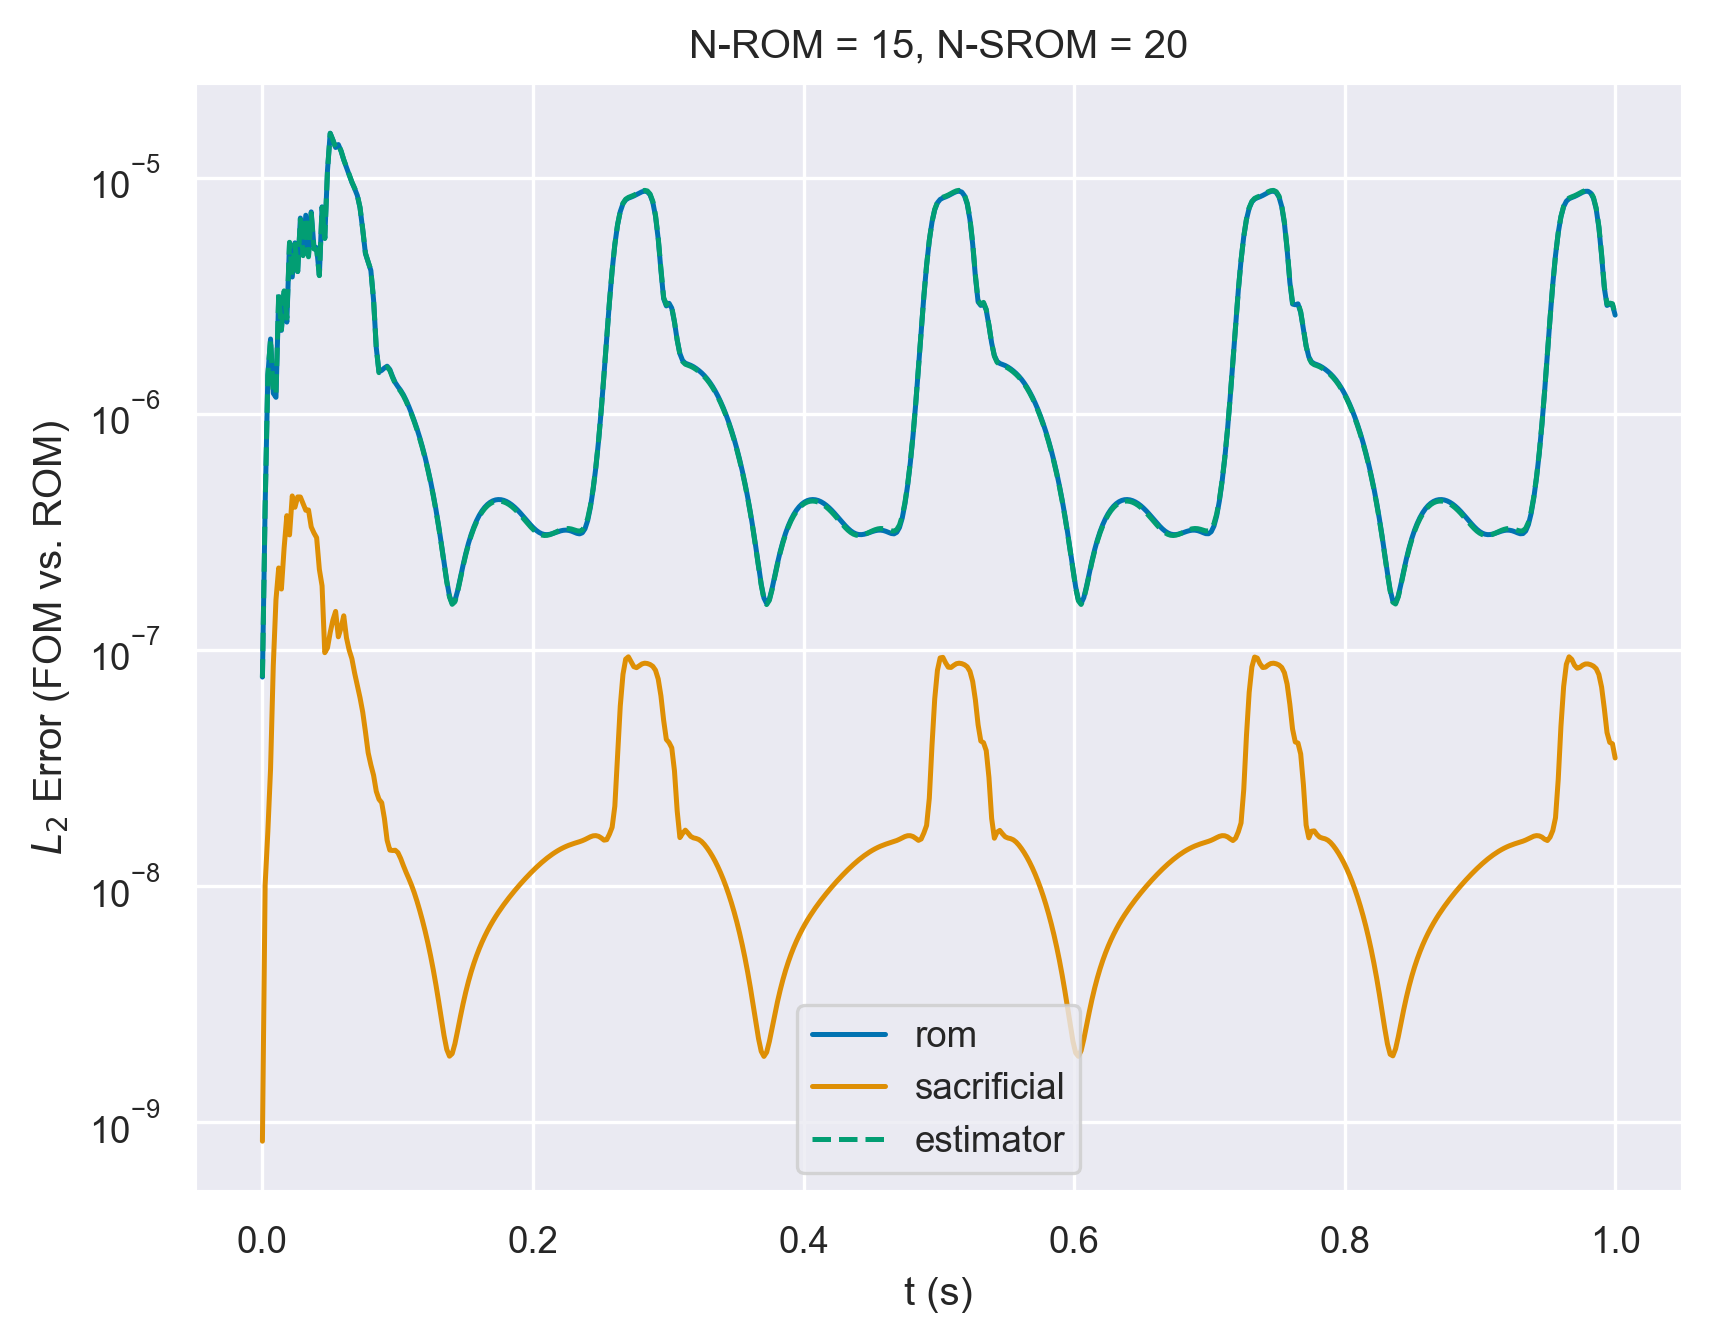 N-ROM = 15, N-SROM = 20
L₂ Error (FOM vs. ROM)
10⁻⁵
10⁻⁶
10⁻⁷
10⁻⁸
10⁻⁹
rom
sacrificial
estimator
0.0 0.2 0.4 0.6 0.8 1.0
t (s)